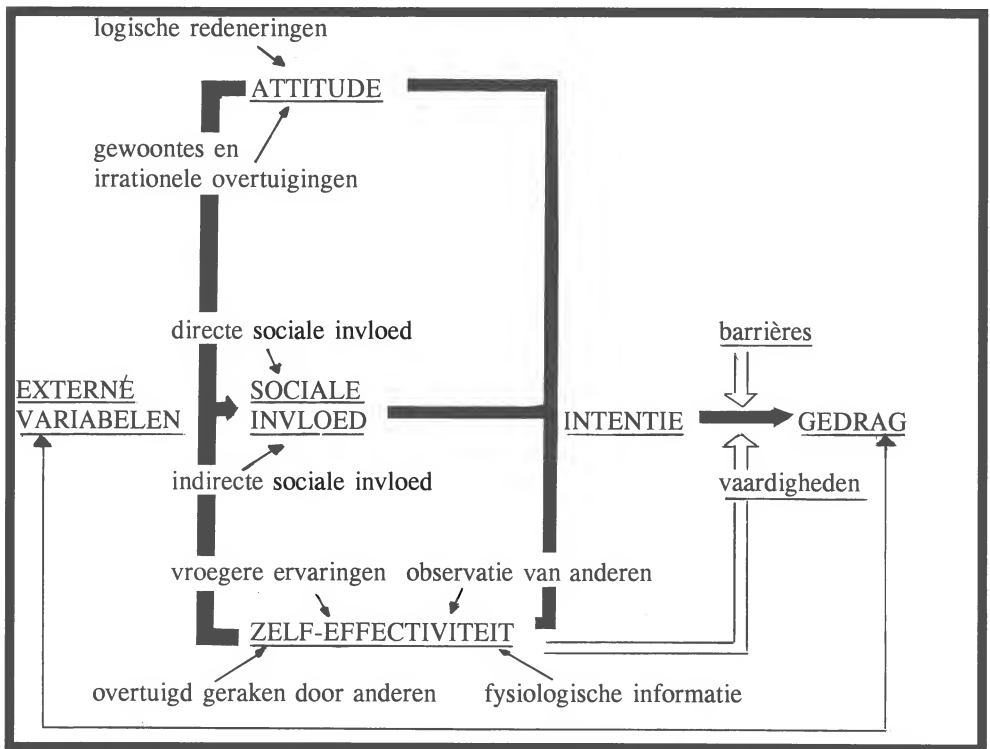 logische redeneringen
ATTITUDE
gewoontes en
irrationele overtuigingen
directe sociale invloed
barrières
EXTERNE
VARIABELEN
SOCIALE
INVLOED
INTENTIE
GEDRAG
indirecte sociale invloed
vaardigheden
vroegere ervaringen
observatie van anderen
ZELF-EFFECTIVITEIT
overtuigd geraken door anderen
fysiologische informatie